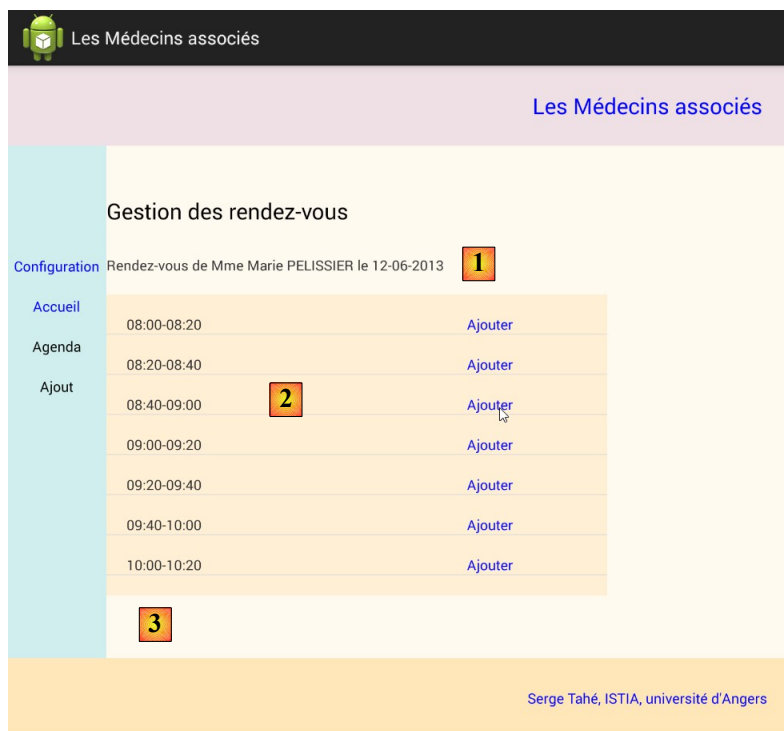 Les Médecins associés
Les Médecins associés
Gestion des rendez-vous
Configuration
Rendez-vous de Mme Marie PELISSIER le 12-06-2013
1
Accueil
Agenda
Ajout
08:00-08:20 Ajouter
08:20-08:40 Ajouter
08:40-09:00 2 Ajouter
09:00-09:20 Ajouter
09:20-09:40 Ajouter
09:40-10:00 Ajouter
10:00-10:20 Ajouter
3
Serge Tahé, ISTIA, université d'Angers